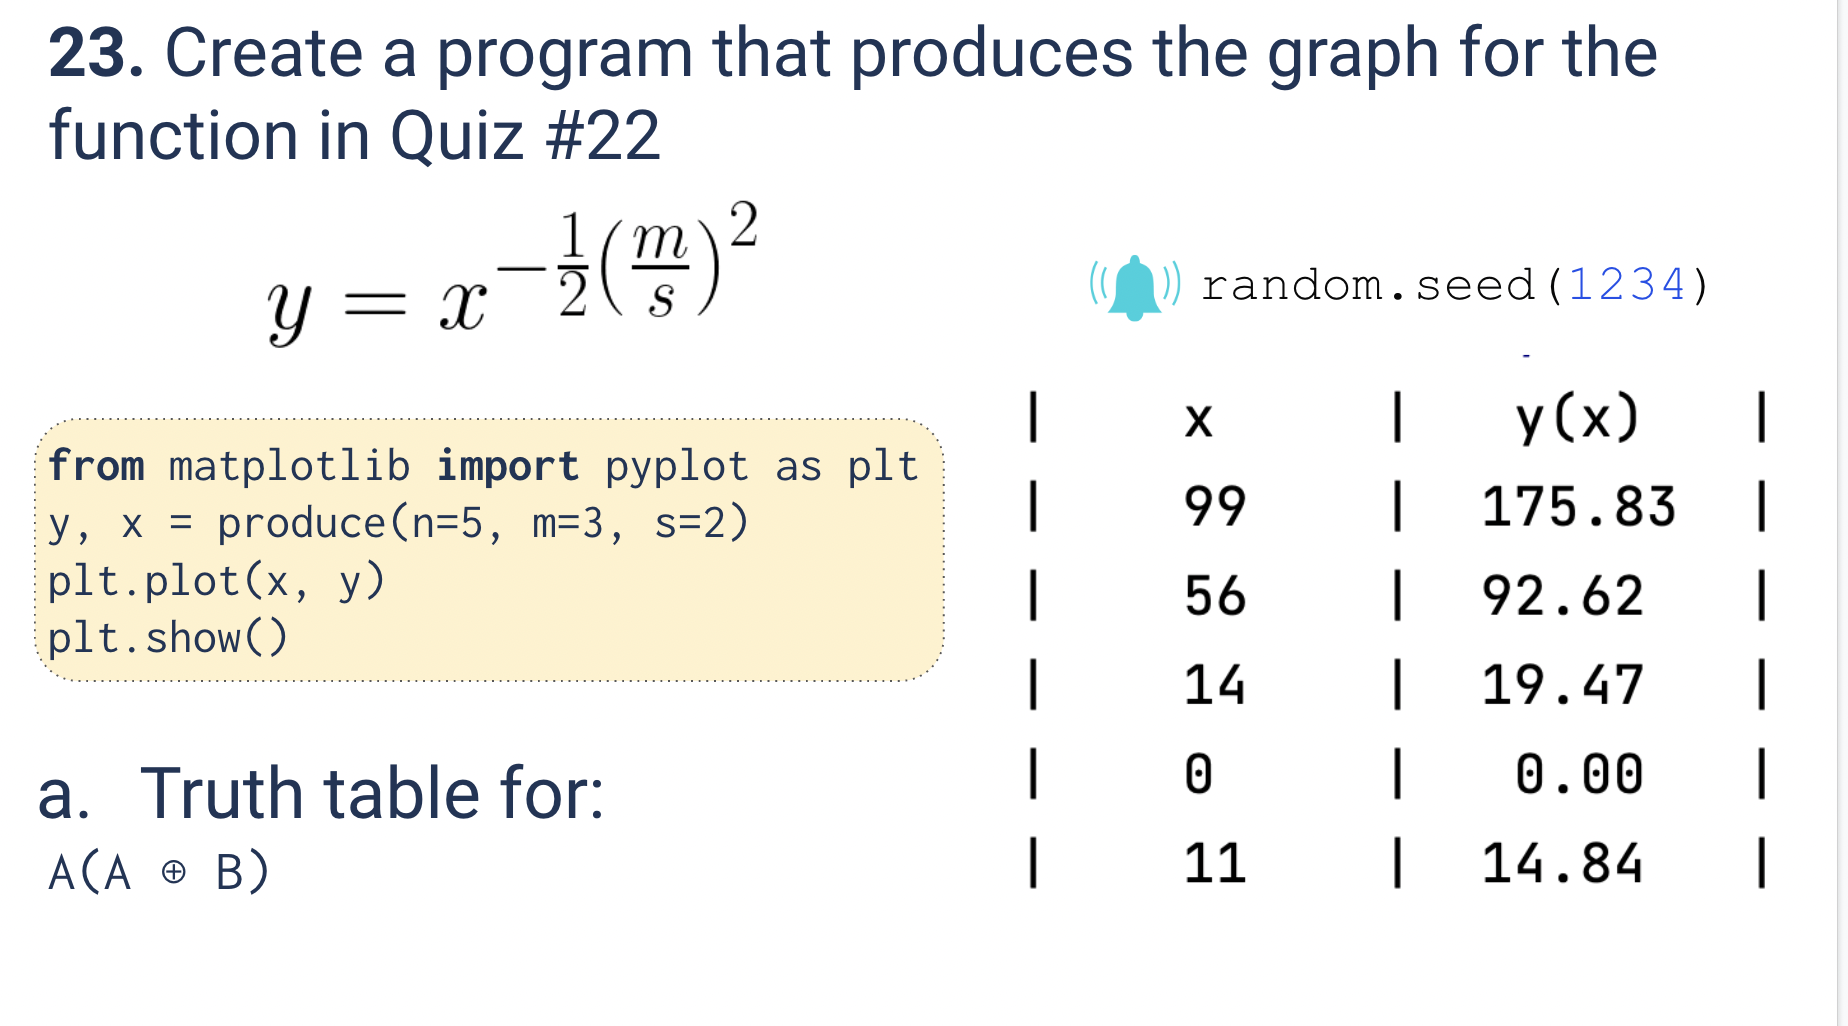 23. Create a program that produces the graph for the
function in Quiz #22
y = x^{-\frac{1}{2}(\frac{m}{s})^2}
random.seed(1234)
-
from matplotlib import pyplot as plt
y, x = produce(n=5, m=3, s=2)
plt.plot(x, y)
plt.show()
a. Truth table for:
A(A ⊕ B)
| x | y(x) |
| 99 | 175.83 |
| 56 | 92.62 |
| 14 | 19.47 |
| 0 | 0.00 |
| 11 | 14.84 |